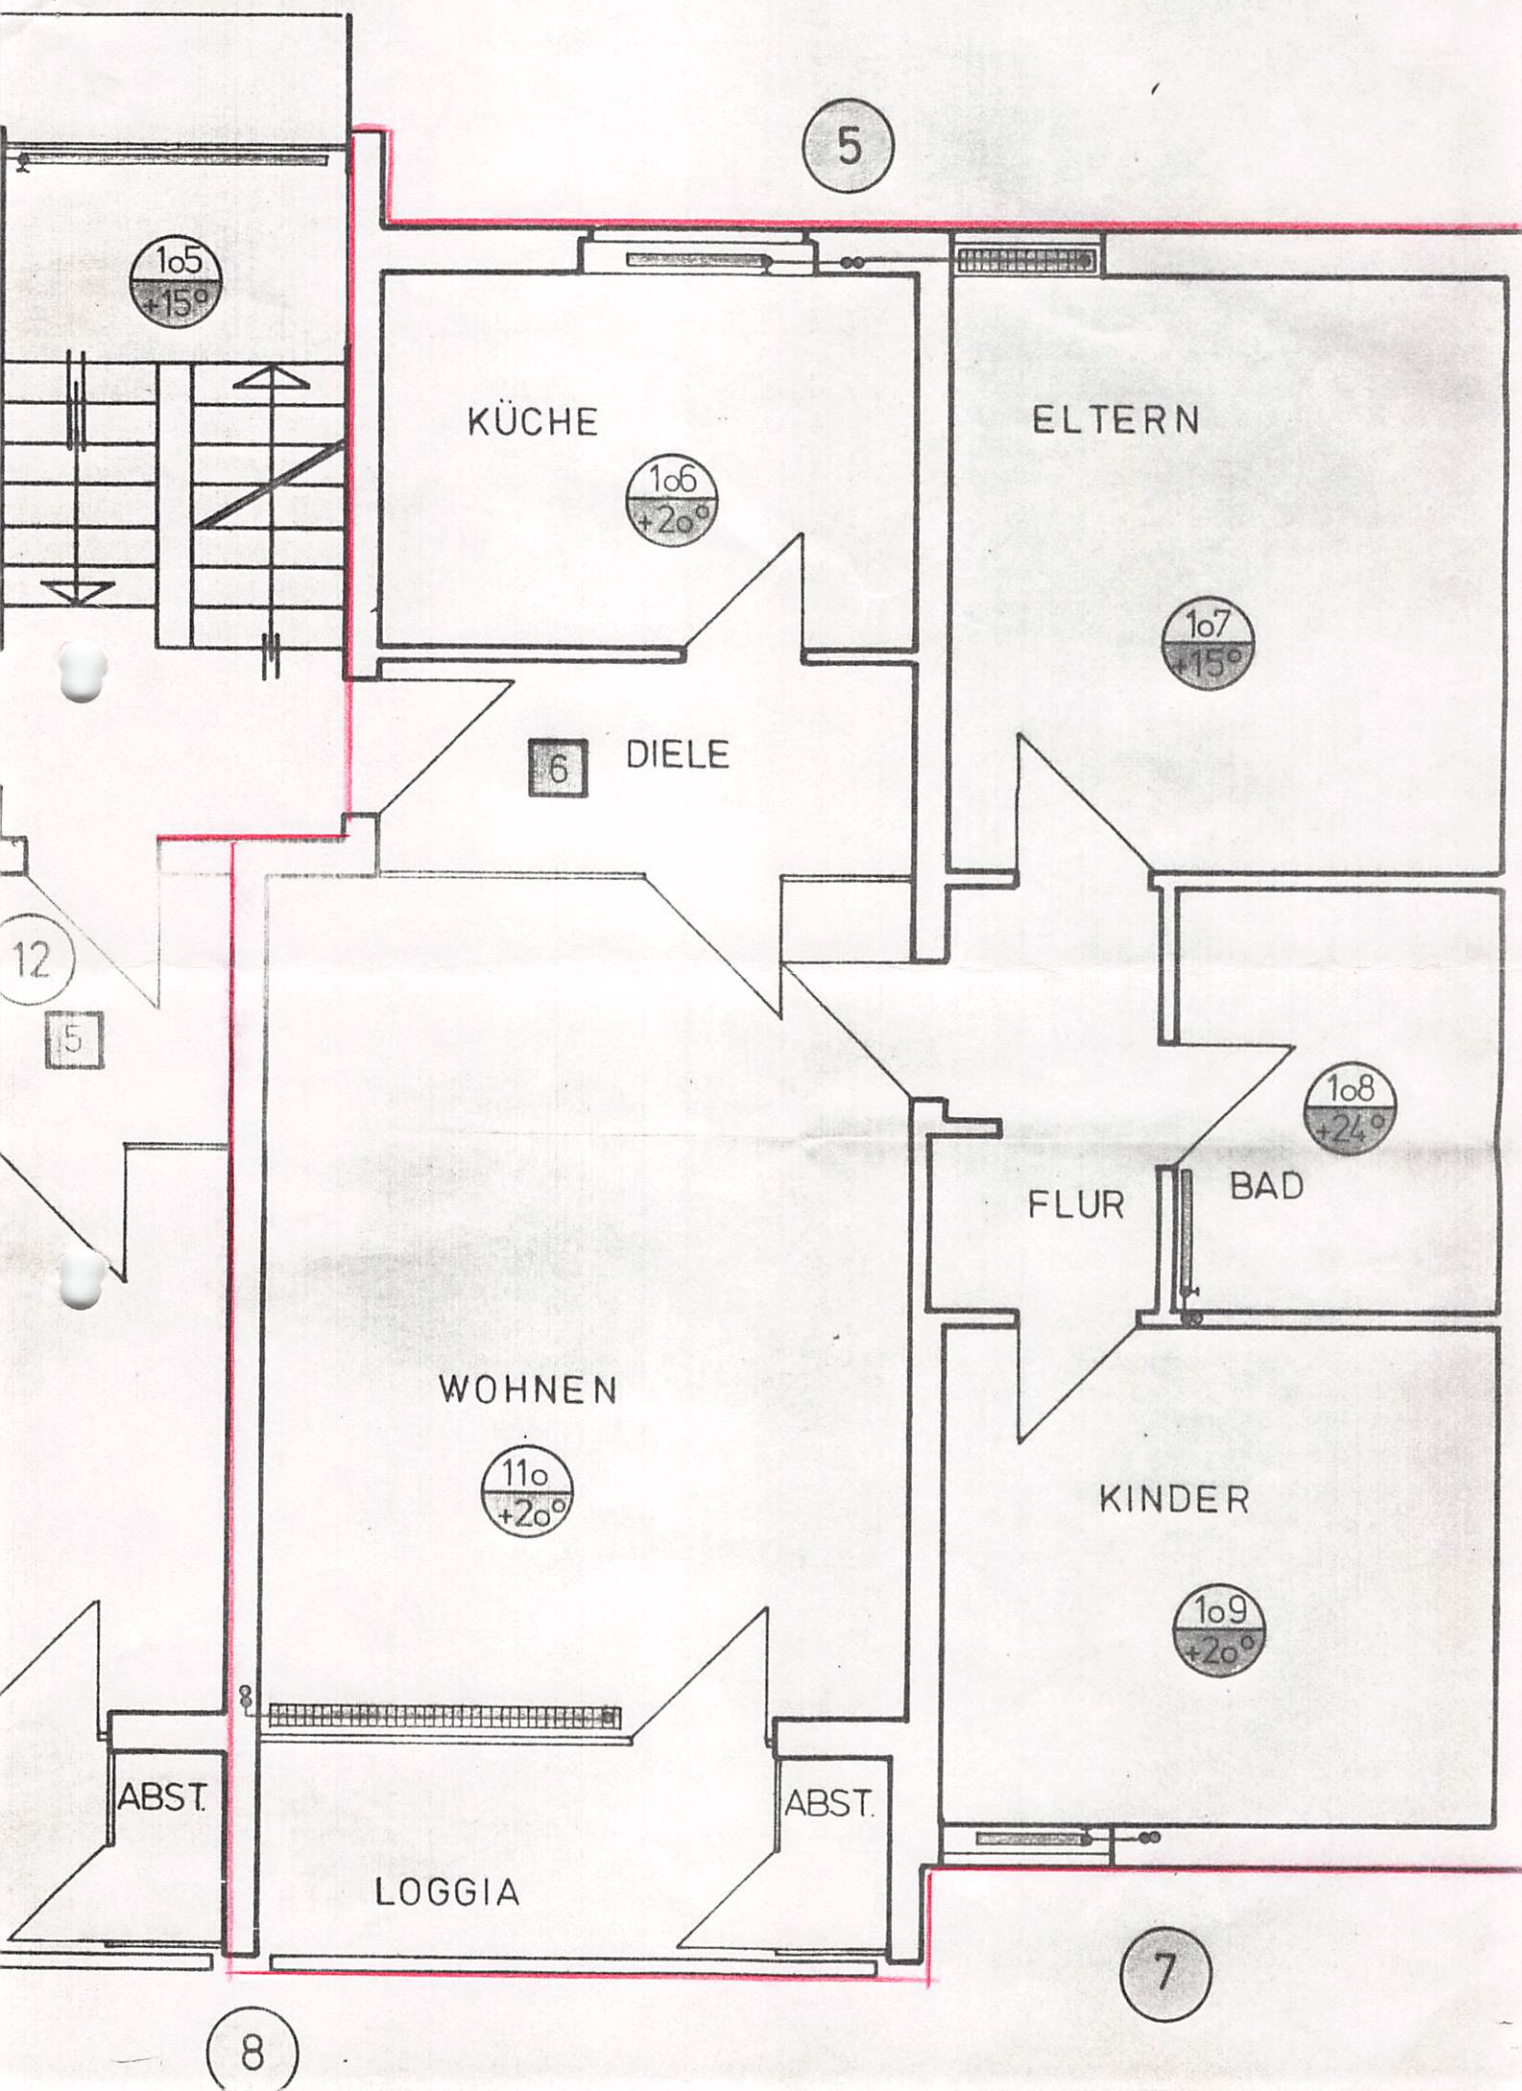 5
1o5
+15°
KÜCHE
ELTERN
1o6
+2o°
1o7
+15°
6
DIELE
12
5
1o8
+24°
BAD
FLUR
WOHNEN
11o
+2o°
KINDER
1o9
+2o°
ABST.
ABST.
LOGGIA
7
8